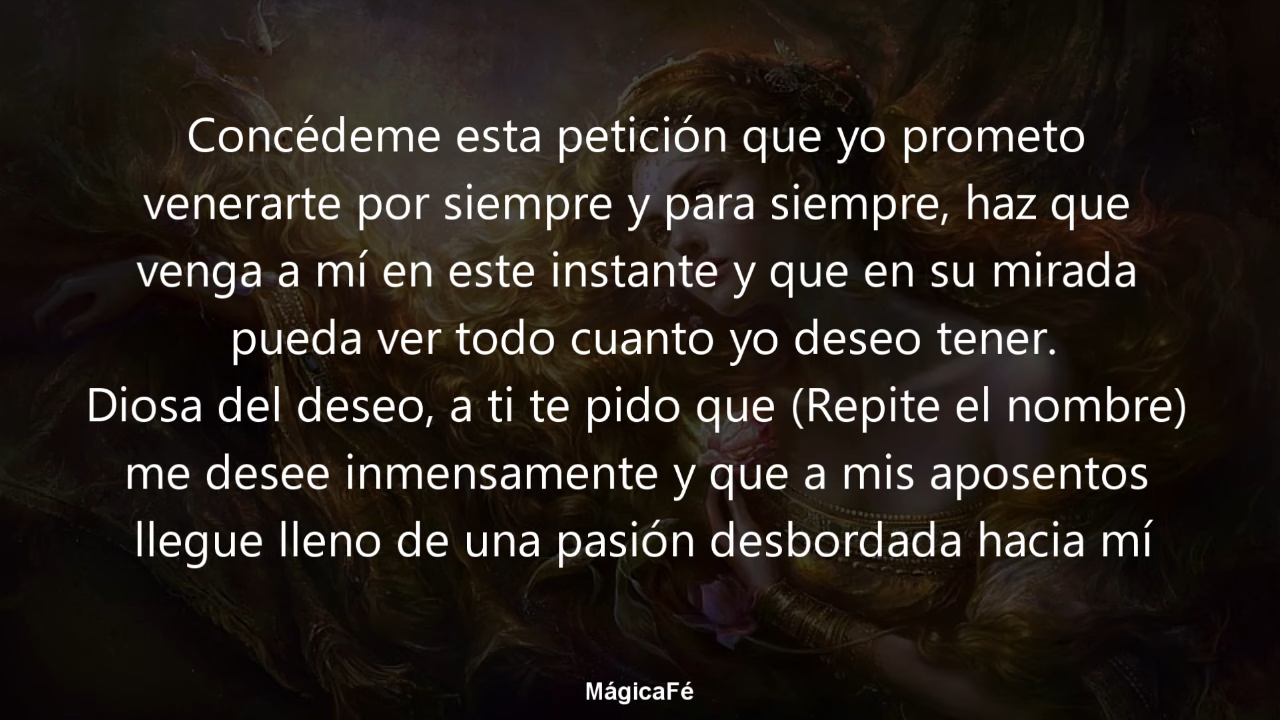 Concédeme esta petición que yo prometo
venerarte por siempre y para siempre, haz que
venga a mí en este instante y que en su mirada
pueda ver todo cuanto yo deseo tener.
Diosa del deseo, a ti te pido que (Repite el nombre)
me desee inmensamente y que a mis aposentos
llegue lleno de una pasión desbordada hacia mí
MágicaFé